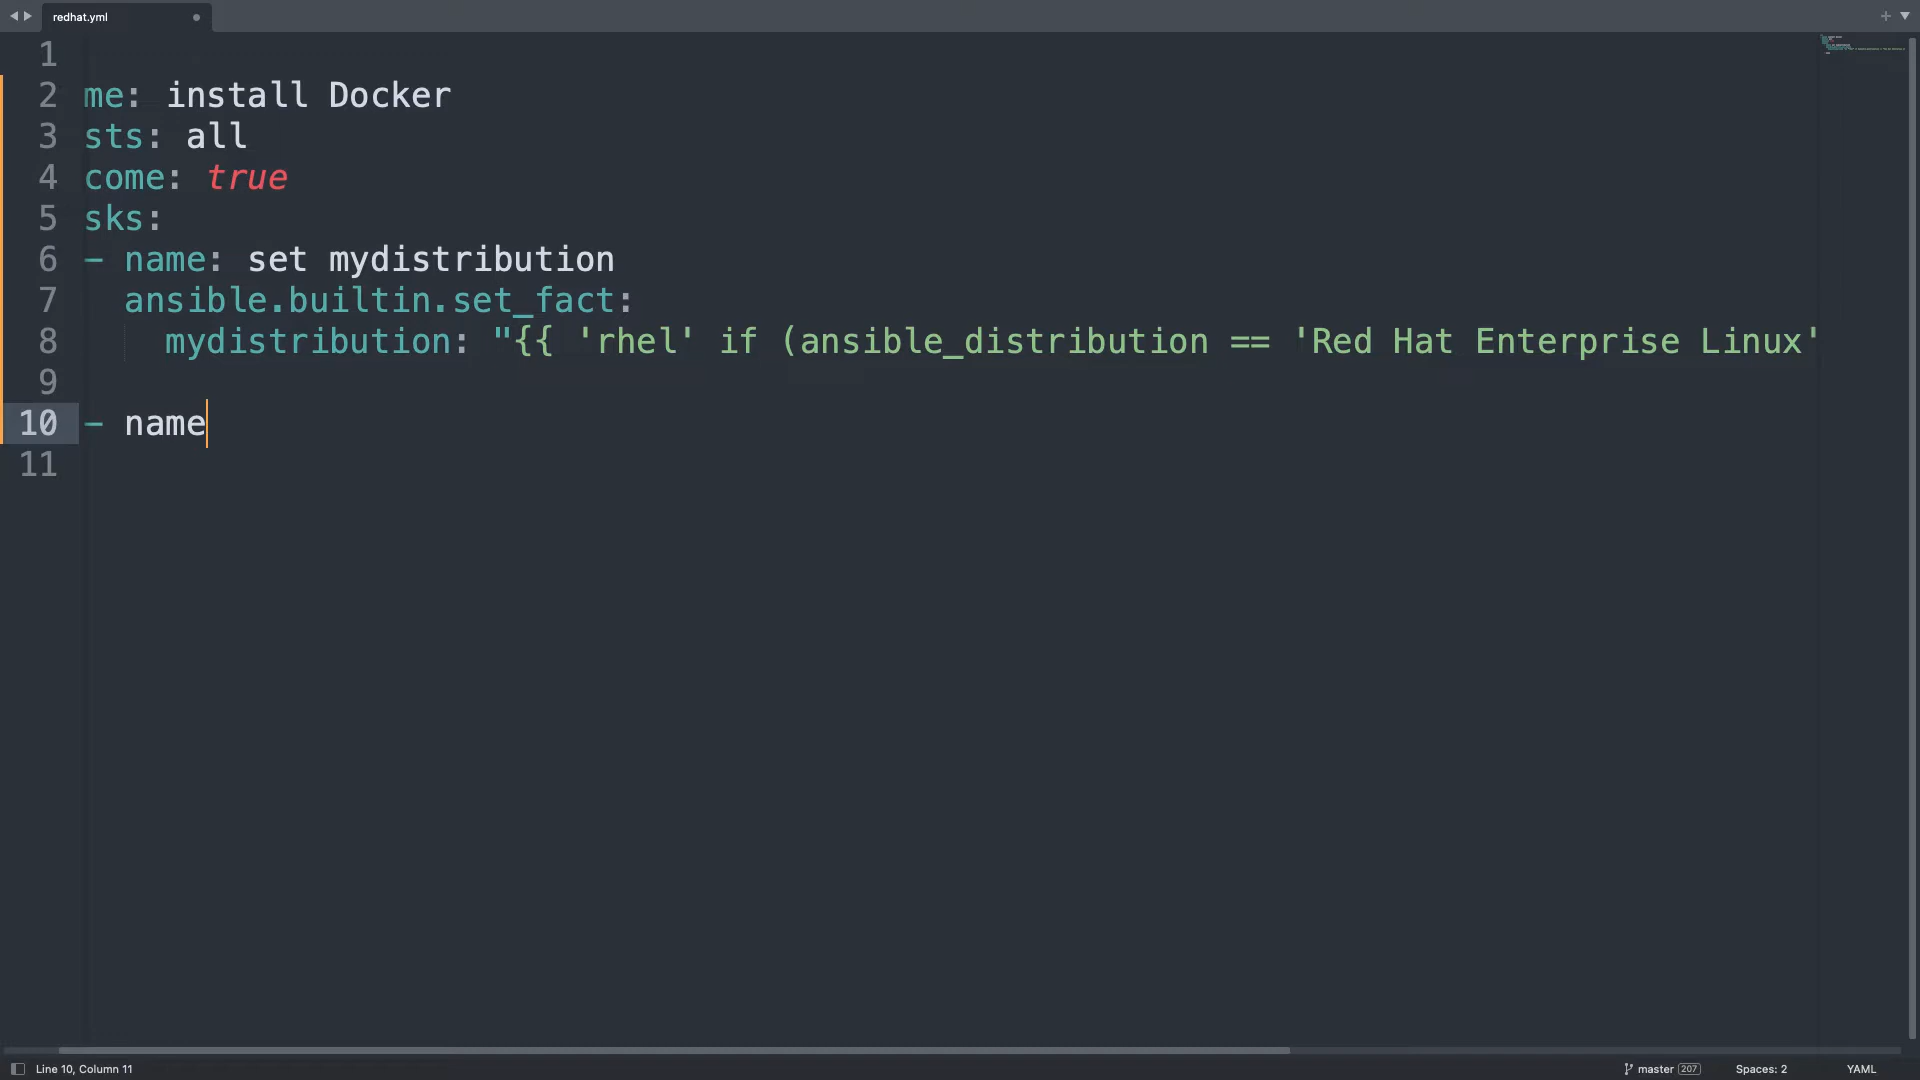 redhat.yml
1
2 me: install Docker
3 sts: all
4 come: true
5 sks:
6 - name: set mydistribution
7 ansible.builtin.set_fact:
8 mydistribution: "{{ 'rhel' if (ansible_distribution == 'Red Hat Enterprise Linux'
9
10 - name
11
Line 10, Column 11
master 207
Spaces: 2
YAML